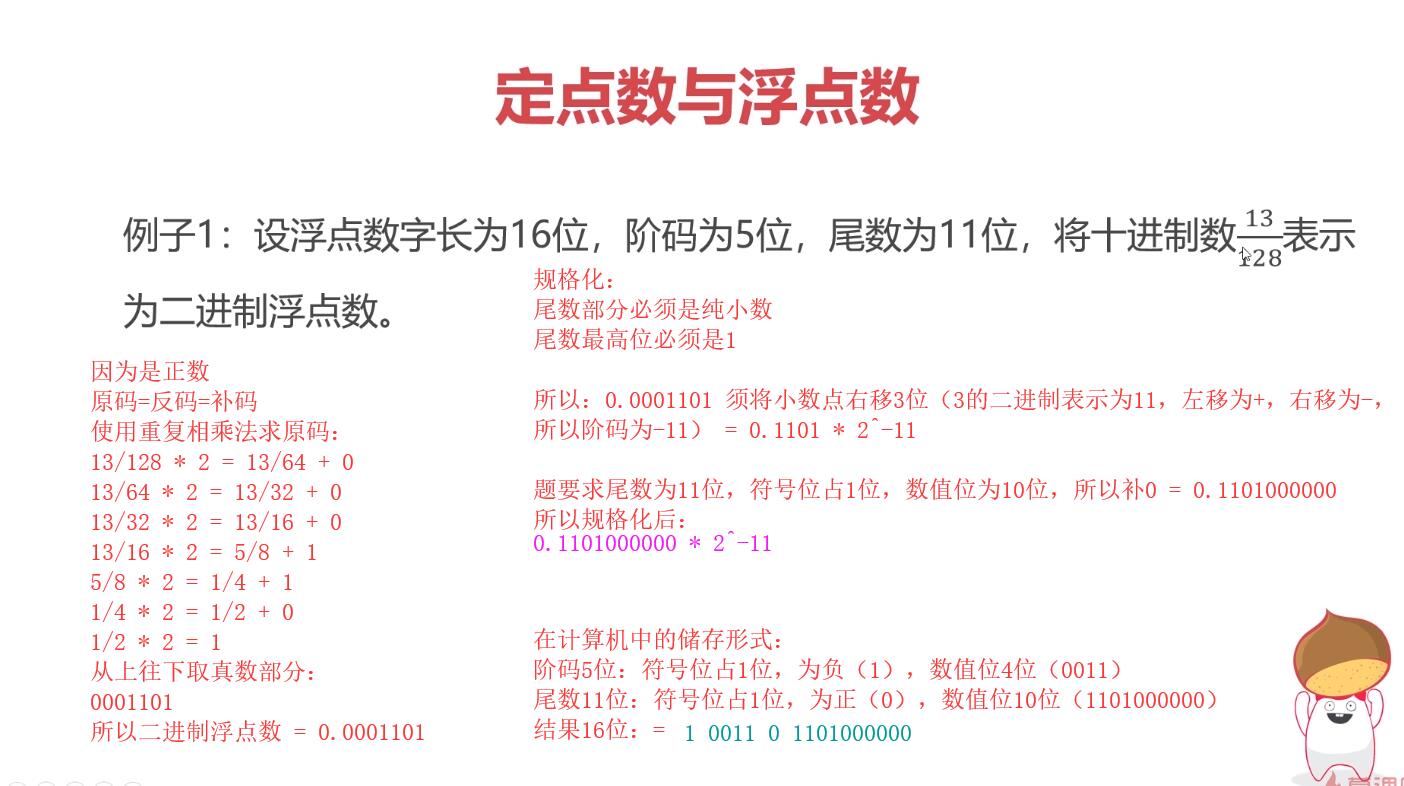 定点数与浮点数
例子1：设浮点数字长为16位，阶码为5位，尾数为11位，将十进制数13/128表示
为二进制浮点数。
因为是正数
原码=反码=补码
使用重复相乘法求原码：
13/128 * 2 = 13/64 + 0
13/64 * 2 = 13/32 + 0
13/32 * 2 = 13/16 + 0
13/16 * 2 = 5/8 + 1
5/8 * 2 = 1/4 + 1
1/4 * 2 = 1/2 + 0
1/2 * 2 = 1
从上往下取真数部分：
0001101
所以二进制浮点数 = 0.0001101
规格化：
尾数部分必须是纯小数
尾数最高位必须是1
所以：0.0001101 须将小数点右移3位（3的二进制表示为11，左移为+，右移为-，
所以阶码为-11） = 0.1101 * 2^-11
题要求尾数为11位，符号位占1位，数值位为10位，所以补0 = 0.1101000000
所以规格化后：
0.1101000000 * 2^-11
在计算机中的储存形式：
阶码5位：符号位占1位，为负（1），数值位4位（0011）
尾数11位：符号位占1位，为正（0），数值位10位（1101000000）
结果16位：= 1 0011 0 1101000000